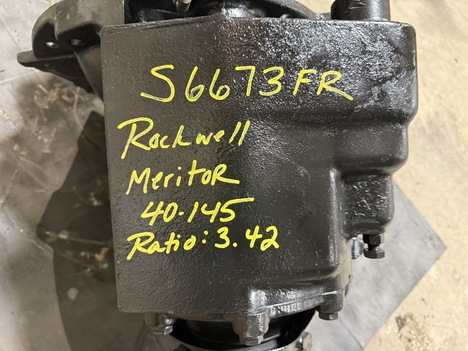 S6673FR
Rockwell
Meritor
40-145
Ratio: 3.42